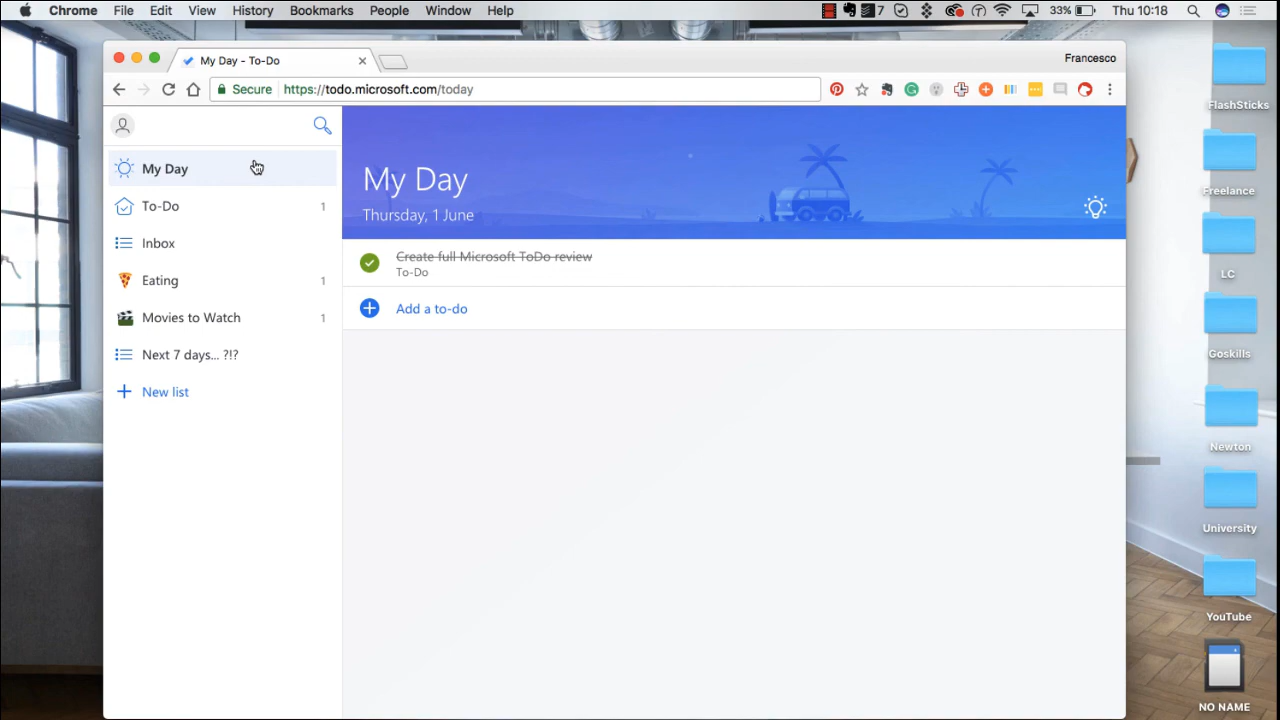 Chrome File Edit View History Bookmarks People Window Help 7 33% Thu 10:18
My Day - To-Do
Francesco
Secure https://todo.microsoft.com/today
My Day
To-Do 1
Inbox
Eating 1
Movies to Watch 1
Next 7 days... ?!?
New list
My Day
Thursday, 1 June
Create full Microsoft ToDo review
To-Do
Add a to-do
FlashSticks
Freelance
LC
Goskills
Newton
University
YouTube
NO NAME